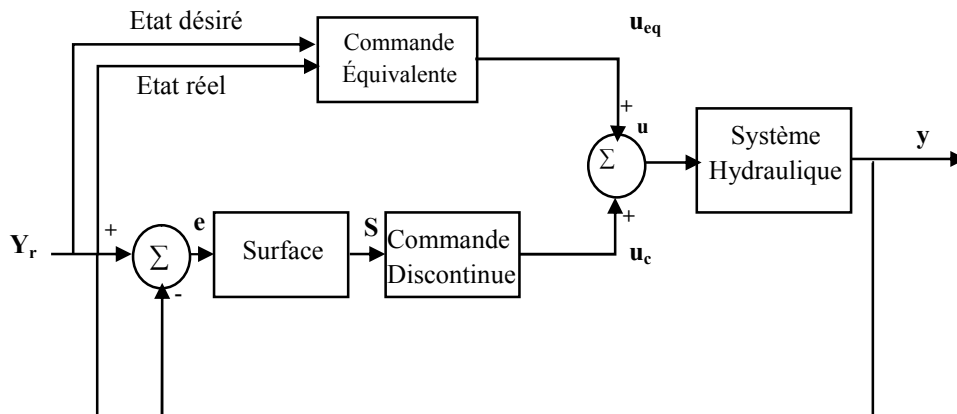 Etat désiré
Etat réel
Commande
Équivalente
u_eq
+
u
Σ
+
u_c
Système
Hydraulique
y
Y_r
+
Σ
-
e
Surface
S
Commande
Discontinue